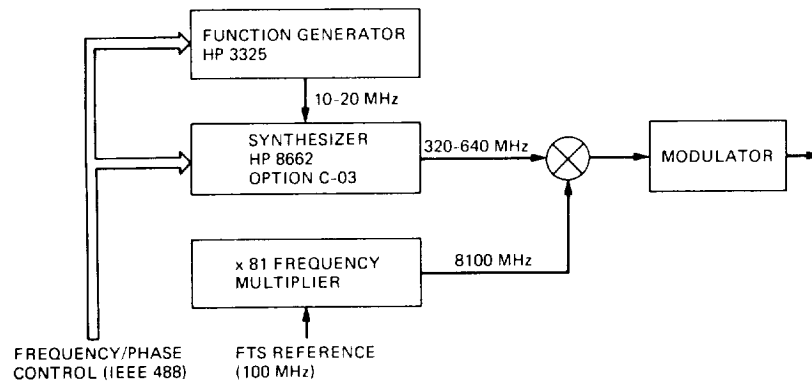 FUNCTION GENERATOR
HP 3325
10-20 MHz
SYNTHESIZER
HP 8662
OPTION C-03
320-640 MHz
MODULATOR
x 81 FREQUENCY
MULTIPLIER
8100 MHz
FREQUENCY/PHASE
CONTROL (IEEE 488)
FTS REFERENCE
(100 MHz)